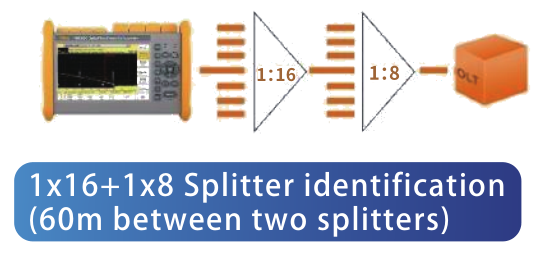 1:16
1:8
OLT
1x16+1x8 Splitter identification
(60m between two splitters)